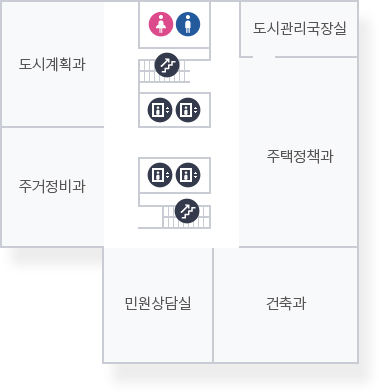 도시관리국장실
도시계획과
주택정책과
주거정비과
민원상담실
건축과